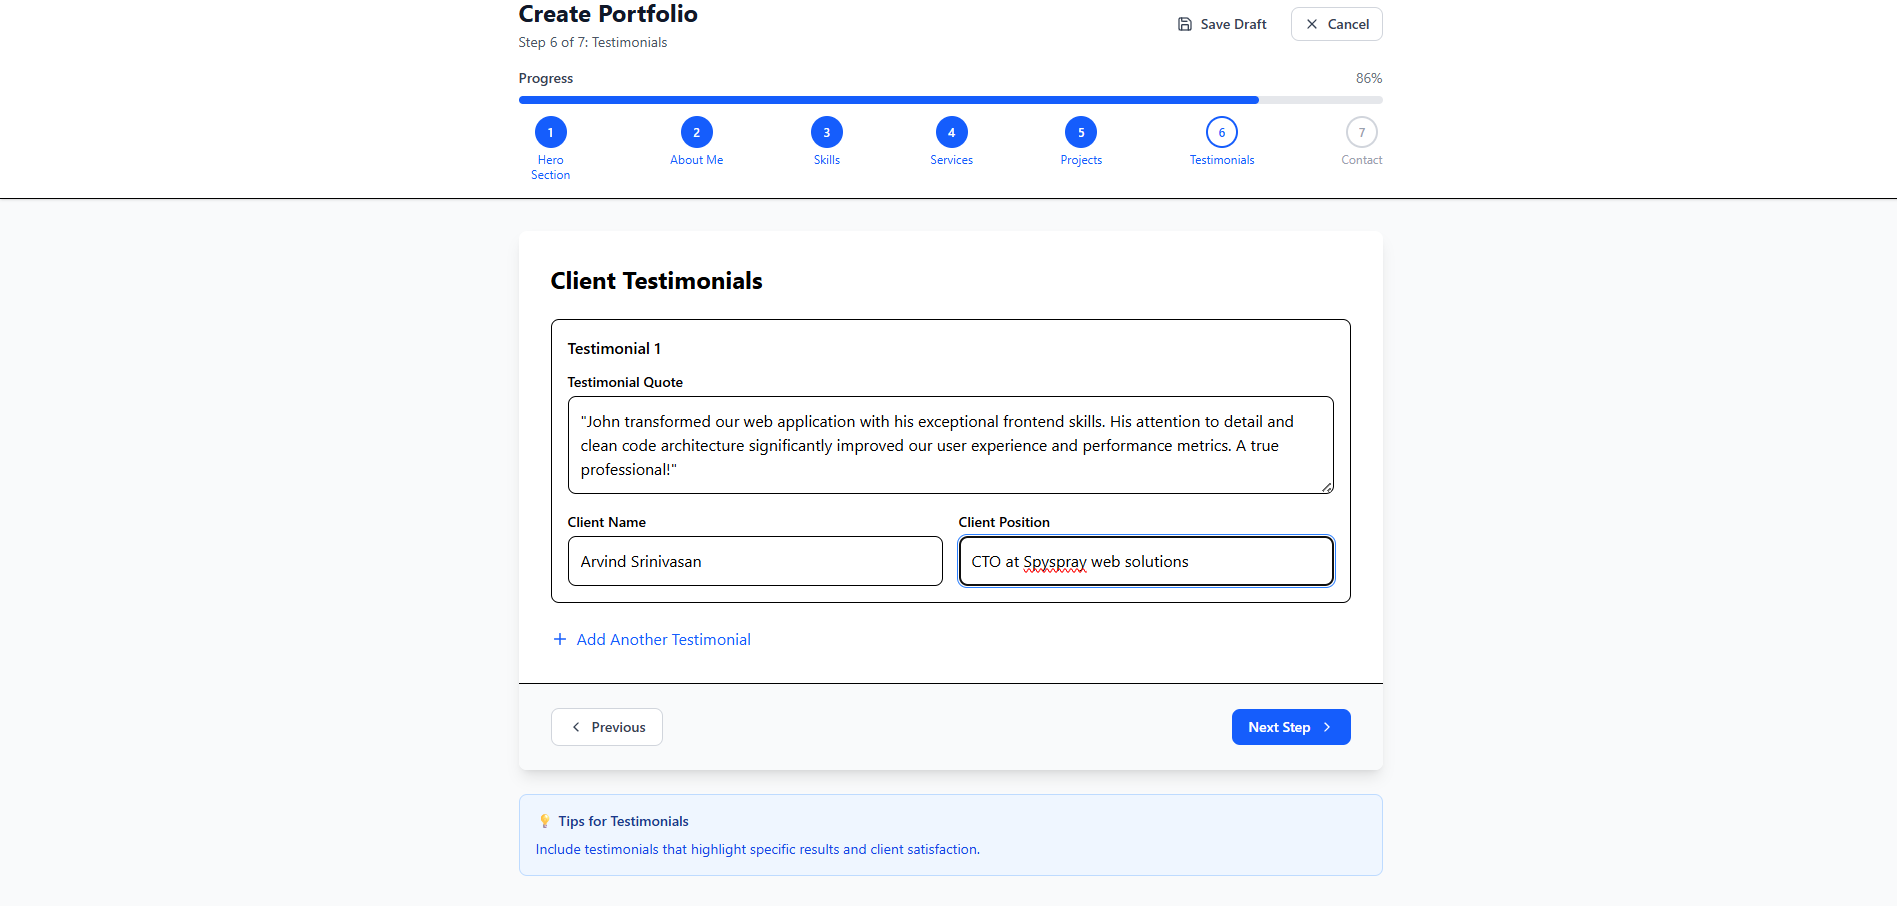 Create Portfolio
Save Draft
Cancel
Step 6 of 7: Testimonials
Progress
86%
1
2
3
4
5
6
7
Hero
Section
About Me
Skills
Services
Projects
Testimonials
Contact
Client Testimonials
Testimonial 1
Testimonial Quote
"John transformed our web application with his exceptional frontend skills. His attention to detail and
clean code architecture significantly improved our user experience and performance metrics. A true
professional!"
Client Name
Client Position
Arvind Srinivasan
CTO at Spyspray web solutions
Add Another Testimonial
Previous
Next Step
Tips for Testimonials
Include testimonials that highlight specific results and client satisfaction.